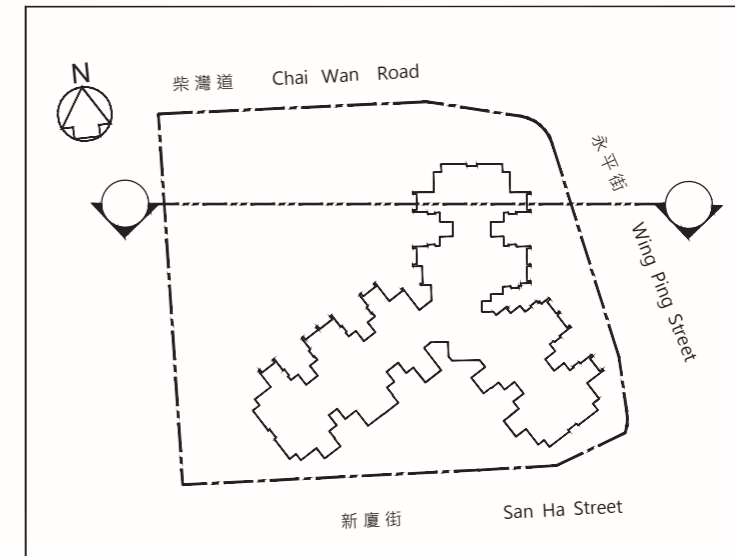 N
柴灣道 Chai Wan Road
永平街
Wing Ping Street
新廈街 San Ha Street